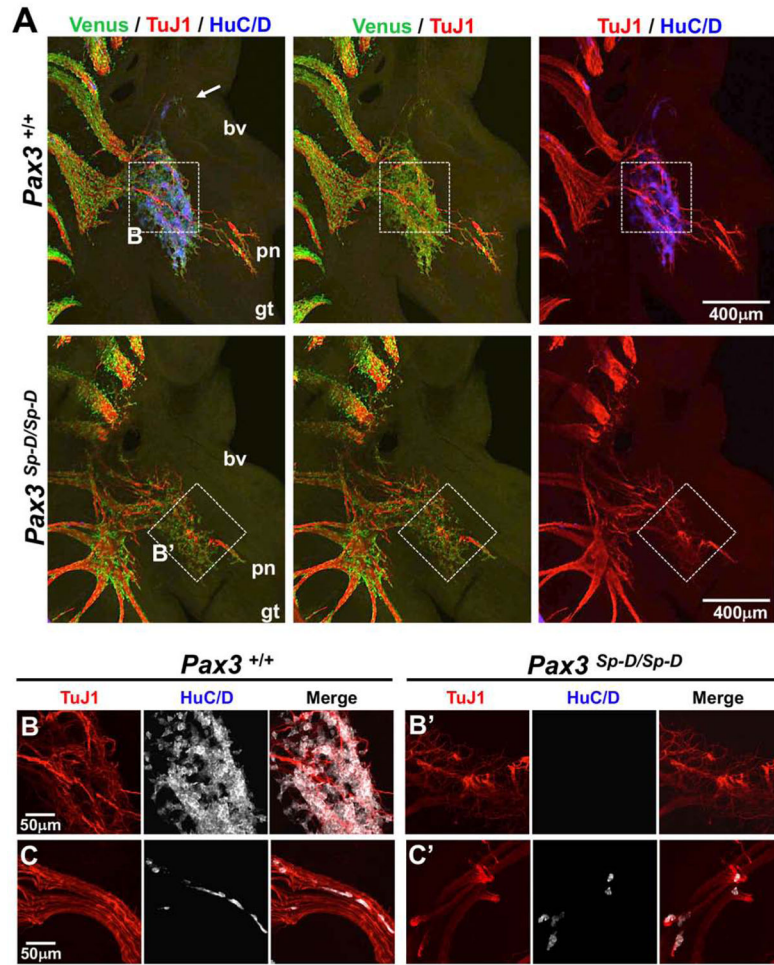 A
Venus / TuJ1 / HuC/D
Venus / TuJ1
TuJ1 / HuC/D
Pax3 +/+
bv
B
pn
gt
400µm
Pax3 Sp-D/Sp-D
bv
B'
pn
gt
400µm
Pax3 +/+
Pax3 Sp-D/Sp-D
TuJ1
HuC/D
Merge
TuJ1
HuC/D
Merge
B
50µm
B'
C
50µm
C'